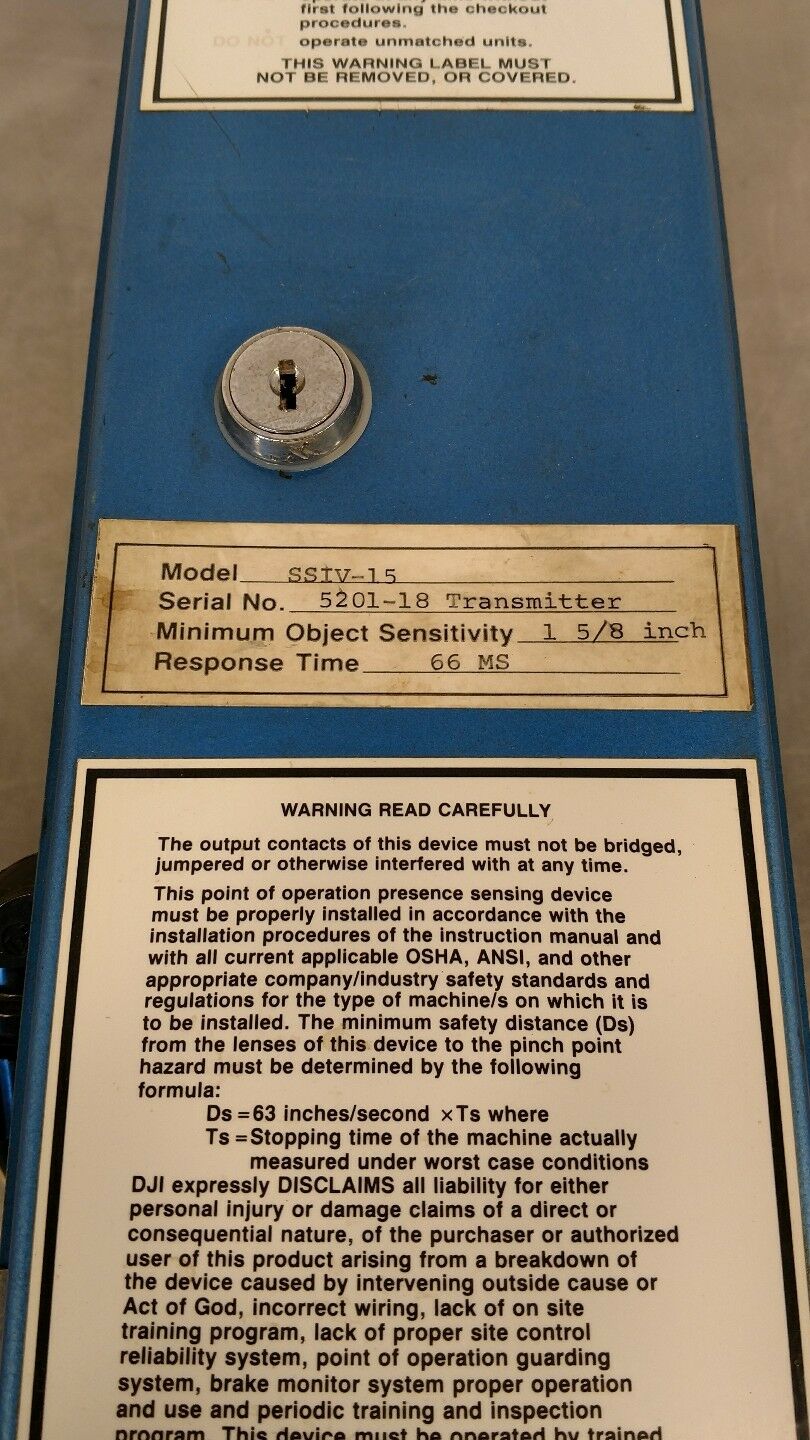 first following the checkout
procedures.
DO NOT operate unmatched units.
THIS WARNING LABEL MUST
NOT BE REMOVED, OR COVERED.
Model SSIV-15
Serial No. 5201-18 Transmitter
Minimum Object Sensitivity 1 5/8 inch
Response Time 66 MS
WARNING READ CAREFULLY
The output contacts of this device must not be bridged,
jumpered or otherwise interfered with at any time.
This point of operation presence sensing device
must be properly installed in accordance with the
installation procedures of the instruction manual and
with all current applicable OSHA, ANSI, and other
appropriate company/industry safety standards and
regulations for the type of machine/s on which it is
to be installed. The minimum safety distance (Ds)
from the lenses of this device to the pinch point
hazard must be determined by the following
formula:
Ds =63 inches/second ×Ts where
Ts =Stopping time of the machine actually
measured under worst case conditions
DJI expressly DISCLAIMS all liability for either
personal injury or damage claims of a direct or
consequential nature, of the purchaser or authorized
user of this product arising from a breakdown of
the device caused by intervening outside cause or
Act of God, incorrect wiring, lack of on site
training program, lack of proper site control
reliability system, point of operation guarding
system, brake monitor system proper operation
and use and periodic training and inspection
program. This device must be operated by trained